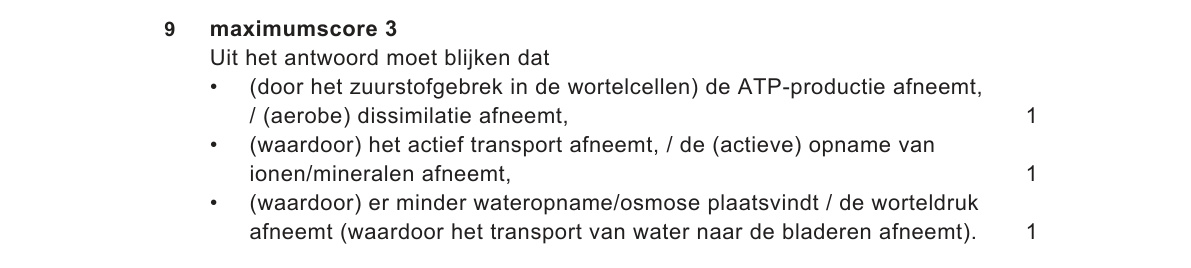 9 maximumscore 3
Uit het antwoord moet blijken dat
• (door het zuurstofgebrek in de wortelcellen) de ATP-productie afneemt,
/ (aerobe) dissimilatie afneemt, 1
• (waardoor) het actief transport afneemt, / de (actieve) opname van
ionen/mineralen afneemt, 1
• (waardoor) er minder wateropname/osmose plaatsvindt / de worteldruk
afneemt (waardoor het transport van water naar de bladeren afneemt). 1